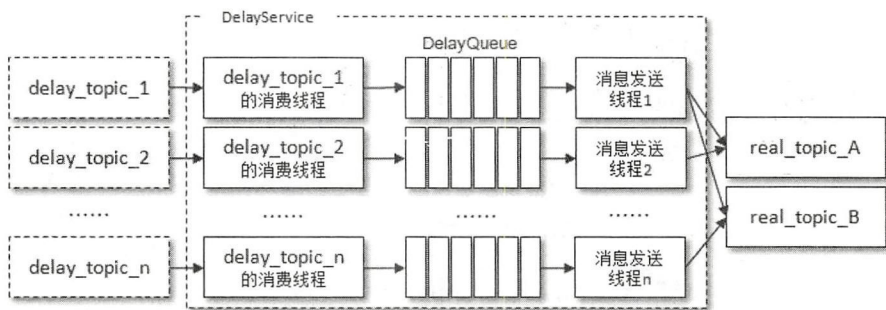 DelayService
DelayQueue
delay_topic_1
delay_topic_1
的消费线程
消息发送
线程1
delay_topic_2
delay_topic_2
的消费线程
消息发送
线程2
real_topic_A
……
……
……
……
real_topic_B
delay_topic_n
delay_topic_n
的消费线程
消息发送
线程n